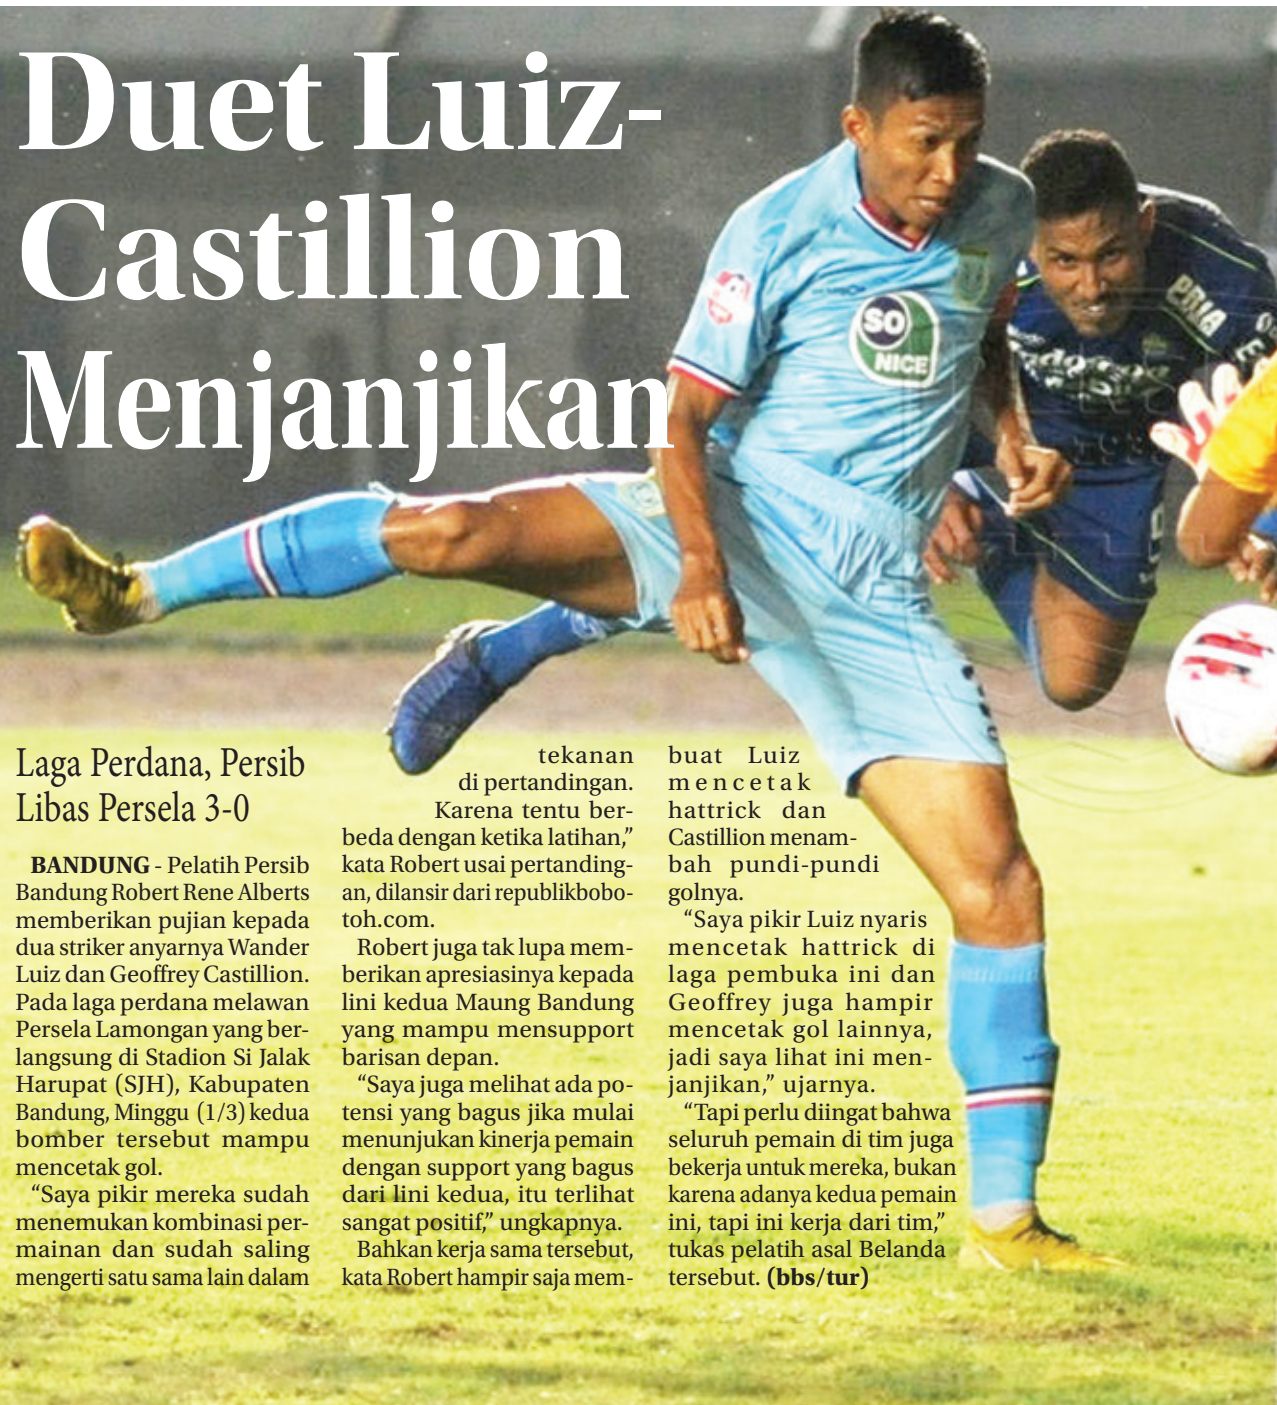 Duet Luiz-
Castillion
Menjanjikan
Laga Perdana, Persib
Libas Persela 3-0
BANDUNG - Pelatih Persib
Bandung Robert Rene Alberts
memberikan pujian kepada
dua striker anyarnya Wander
Luiz dan Geoffrey Castillion.
Pada laga perdana melawan
Persela Lamongan yang ber-
langsung di Stadion Si Jalak
Harupat (SJH), Kabupaten
Bandung, Minggu (1/3) kedua
bomber tersebut mampu
mencetak gol.
“Saya pikir mereka sudah
menemukan kombinasi per-
mainan dan sudah saling
mengerti satu sama lain dalam
tekanan
di pertandingan.
Karena tentu ber-
beda dengan ketika latihan,”
kata Robert usai pertanding-
an, dilansir dari republikbobo-
toh.com.
Robert juga tak lupa mem-
berikan apresiasinya kepada
lini kedua Maung Bandung
yang mampu mensupport
barisan depan.
“Saya juga melihat ada po-
tensi yang bagus jika mulai
menunjukan kinerja pemain
dengan support yang bagus
dari lini kedua, itu terlihat
sangat positif,” ungkapnya.
Bahkan kerja sama tersebut,
kata Robert hampir saja mem-
buat Luiz
mencetak
hattrick dan
Castillion menam-
bah pundi-pundi
golnya.
“Saya pikir Luiz nyaris
mencetak hattrick di
laga pembuka ini dan
Geoffrey juga hampir
mencetak gol lainnya,
jadi saya lihat ini men-
janjikan,” ujarnya.
“Tapi perlu diingat bahwa
seluruh pemain di tim juga
bekerja untuk mereka, bukan
karena adanya kedua pemain
ini, tapi ini kerja dari tim,”
tukas pelatih asal Belanda
tersebut. (bbs/tur)
SO
NICE